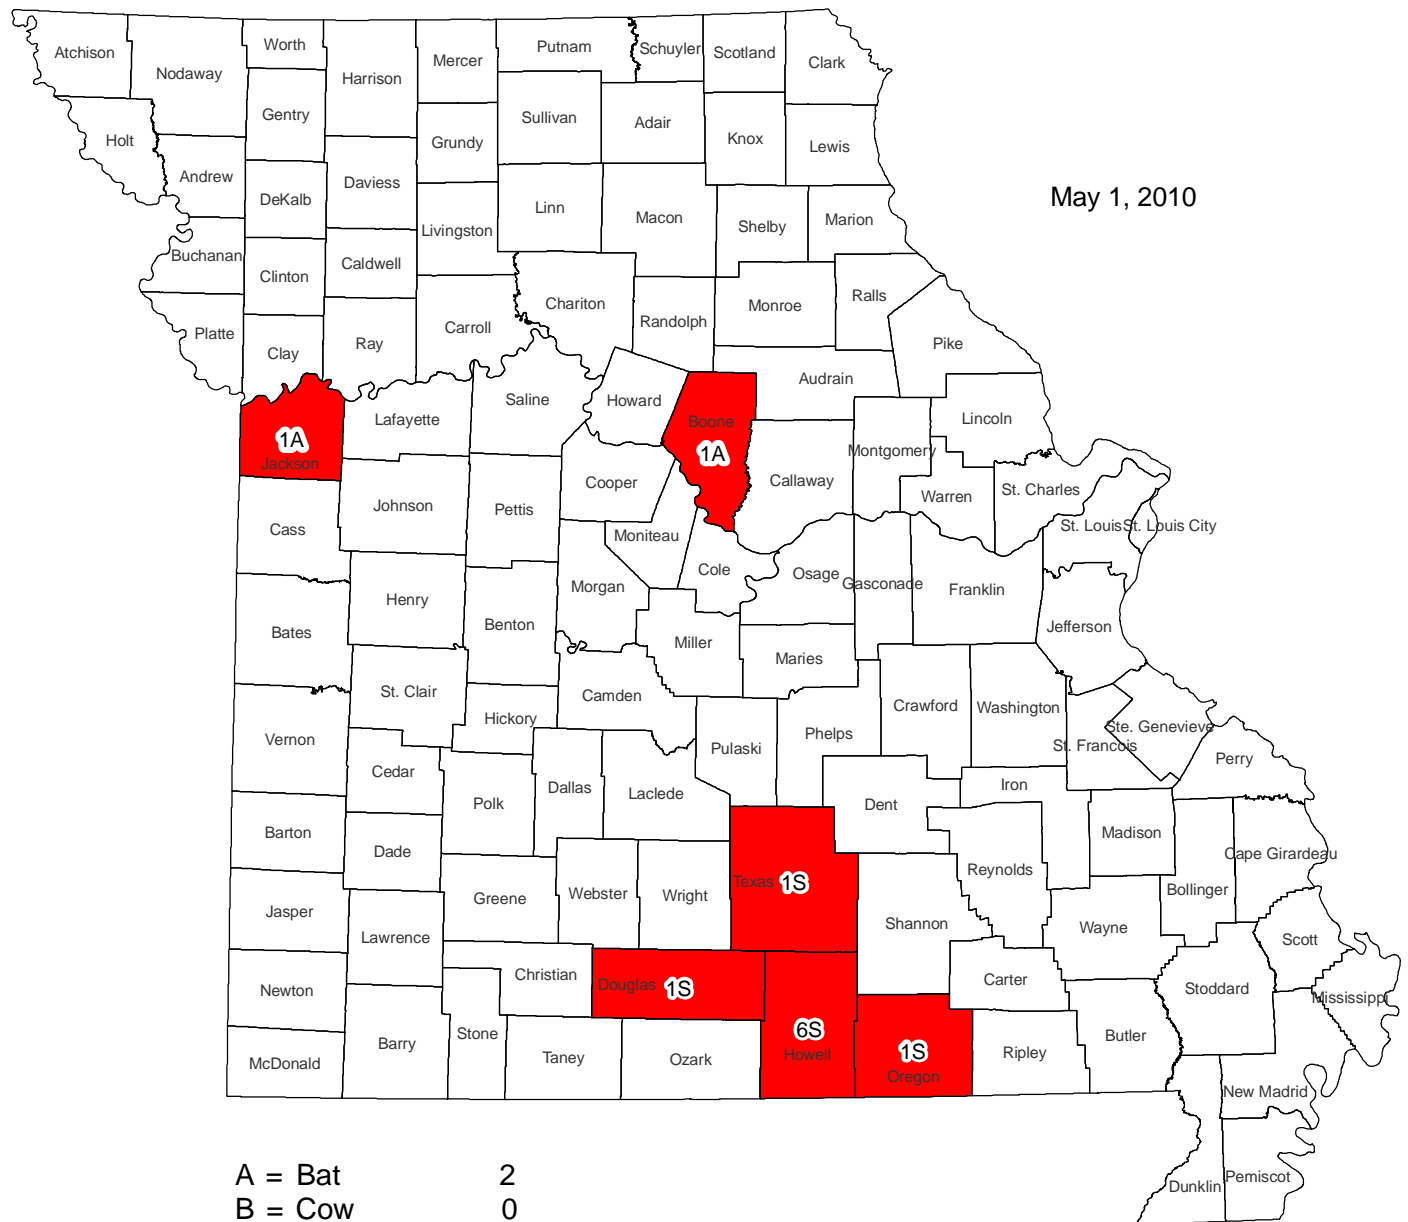 Atchison
Nodaway
Worth
Harrison
Mercer
Putnam
Schuyler
Scotland
Clark
Holt
Gentry
Grundy
Sullivan
Adair
Knox
Lewis
Andrew
DeKalb
Daviess
Livingston
Linn
Macon
Shelby
Marion
May 1, 2010
Buchanan
Clinton
Caldwell
Chariton
Randolph
Monroe
Ralls
Platte
Clay
Ray
Carroll
Pike
Audrain
Lafayette
Saline
Howard
Boone
1A
Lincoln
1A
Jackson
Montgomery
Cooper
Callaway
Warren
St. Charles
Cass
Johnson
Pettis
Moniteau
St. Louis
St. Louis City
Cole
Osage
Gasconade
Franklin
Morgan
Henry
Benton
Bates
Miller
Maries
Jefferson
St. Clair
Camden
Crawford
Washington
Hickory
Vernon
Pulaski
Phelps
St. Francois
Ste. Genevieve
Perry
Cedar
Polk
Dallas
Laclede
Dent
Iron
Barton
Dade
Madison
Cape Girardeau
Reynolds
Bollinger
Jasper
Greene
Webster
Wright
Texas
1S
Shannon
Wayne
Lawrence
Scott
Newton
Christian
Douglas
1S
Carter
Stoddard
Mississippi
McDonald
Barry
Stone
Taney
Ozark
6S
Howell
1S
Oregon
Ripley
Butler
New Madrid
Dunklin
Pemiscot
A = Bat 2
B = Cow 0